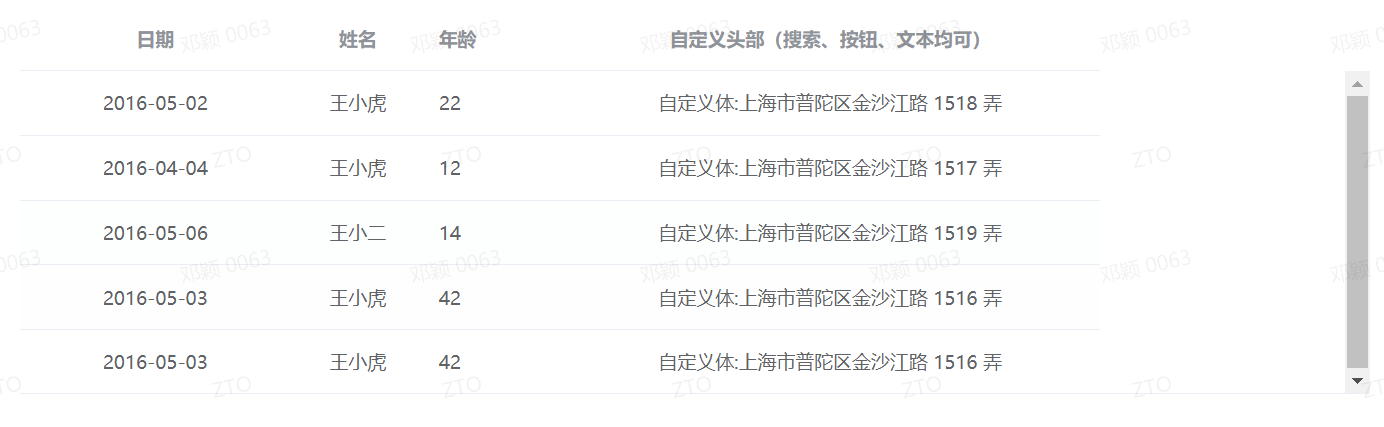 日期 姓名 年龄 自定义头部（搜索、按钮、文本均可）
2016-05-02 王小虎 22 自定义体:上海市普陀区金沙江路 1518 弄
2016-04-04 王小虎 12 自定义体:上海市普陀区金沙江路 1517 弄
2016-05-06 王小二 14 自定义体:上海市普陀区金沙江路 1519 弄
2016-05-03 王小虎 42 自定义体:上海市普陀区金沙江路 1516 弄
2016-05-03 王小虎 42 自定义体:上海市普陀区金沙江路 1516 弄
邓颖 0063
ZTO